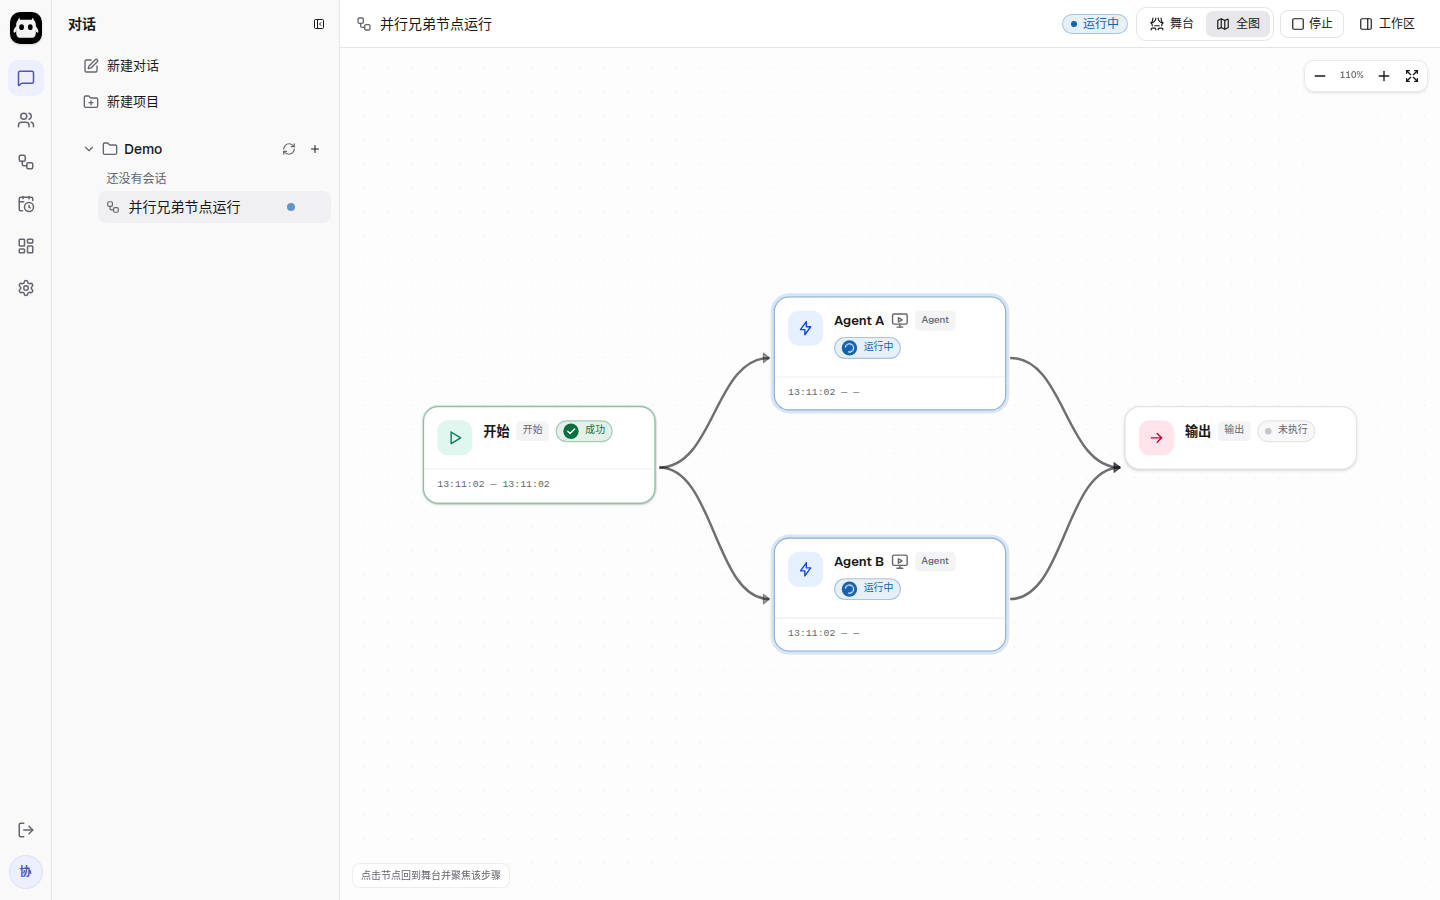 对话
新建对话
新建项目
Demo
还没有会话
并行兄弟节点运行
协
并行兄弟节点运行
运行中
舞台
全图
停止
工作区
110%
开始 开始 成功
13:11:02 — 13:11:02
Agent A Agent
运行中
13:11:02 — —
Agent B Agent
运行中
13:11:02 — —
输出 输出 未执行
点击节点回到舞台并聚焦该步骤